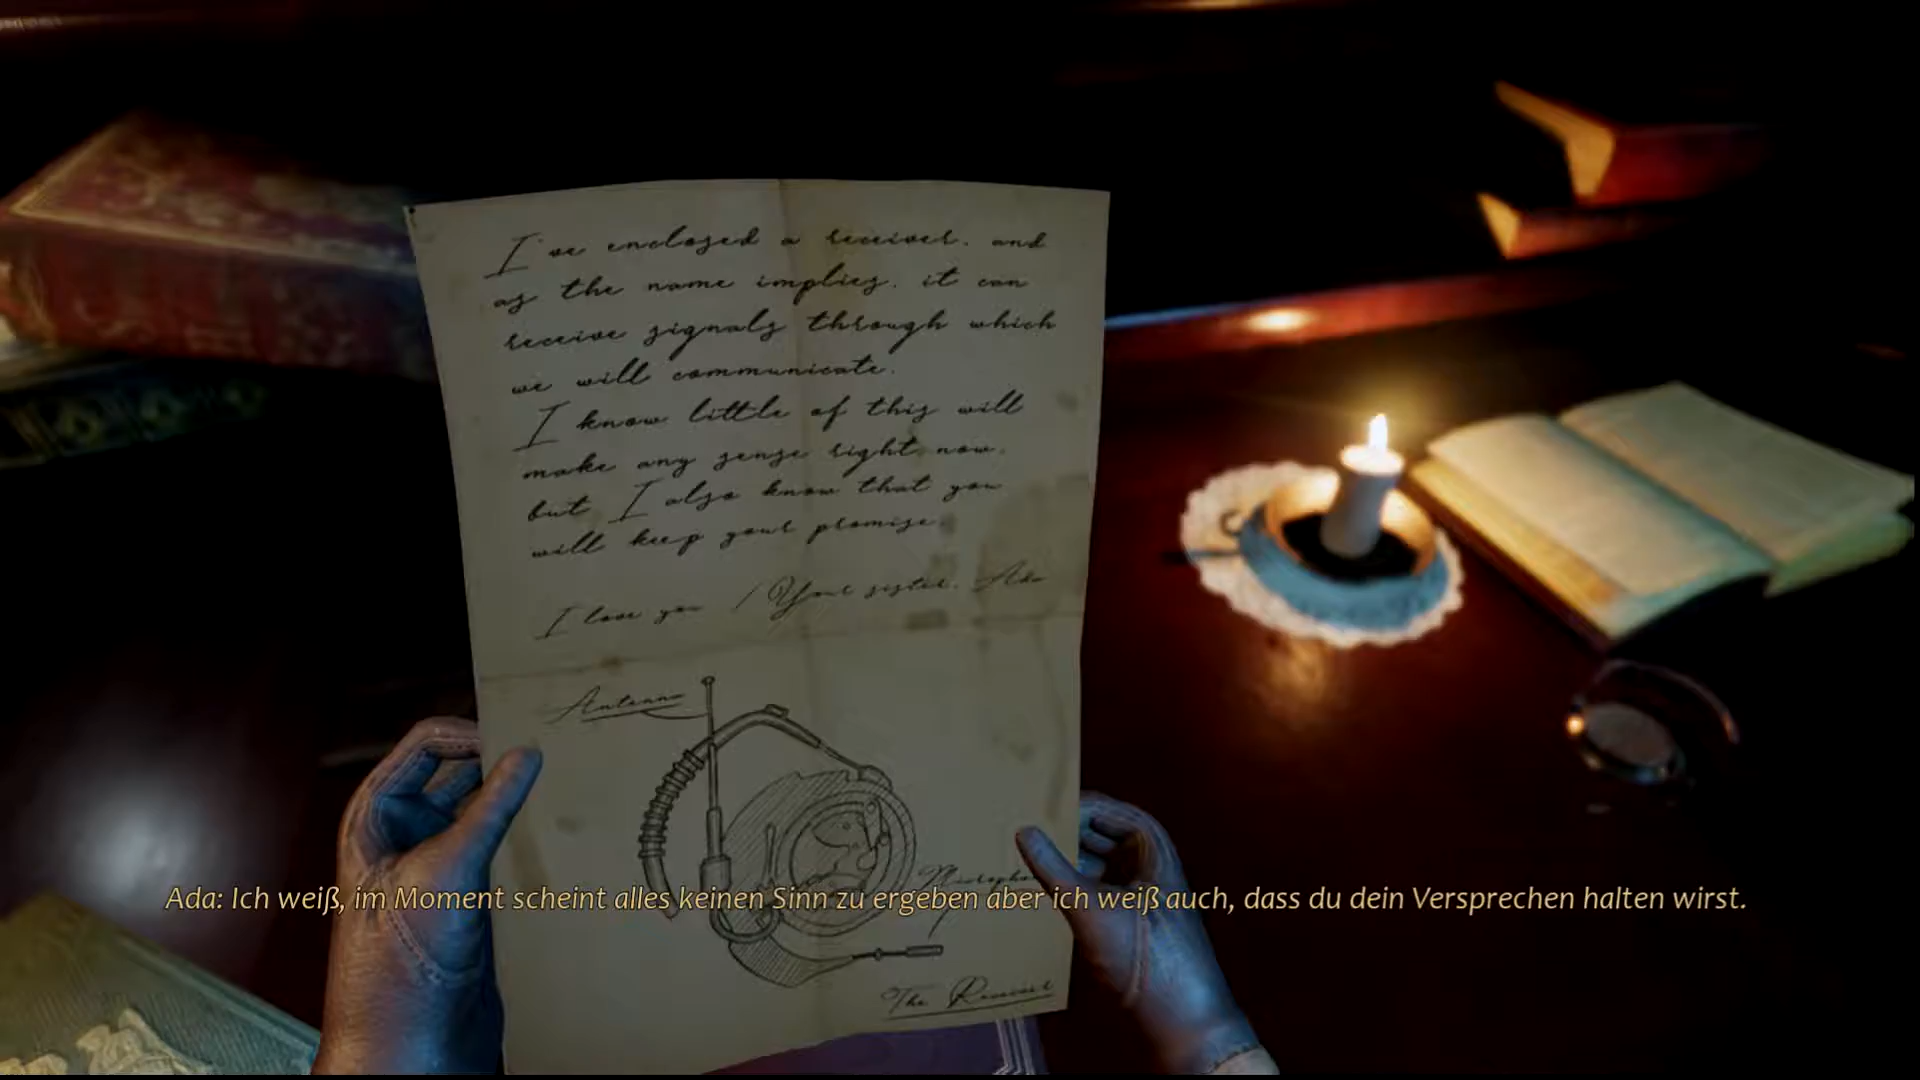 I've enclosed a receiver, and
as the name implies, it can
receive signals through which
we will communicate.
I know little of this will
make any sense right now,
but I also know that you
will keep your promise.
I love you / Your sister, Ada
Antenna
Microphone
Ada: Ich weiß, im Moment scheint alles keinen Sinn zu ergeben aber ich weiß auch, dass du dein Versprechen halten wirst.
The Receiver